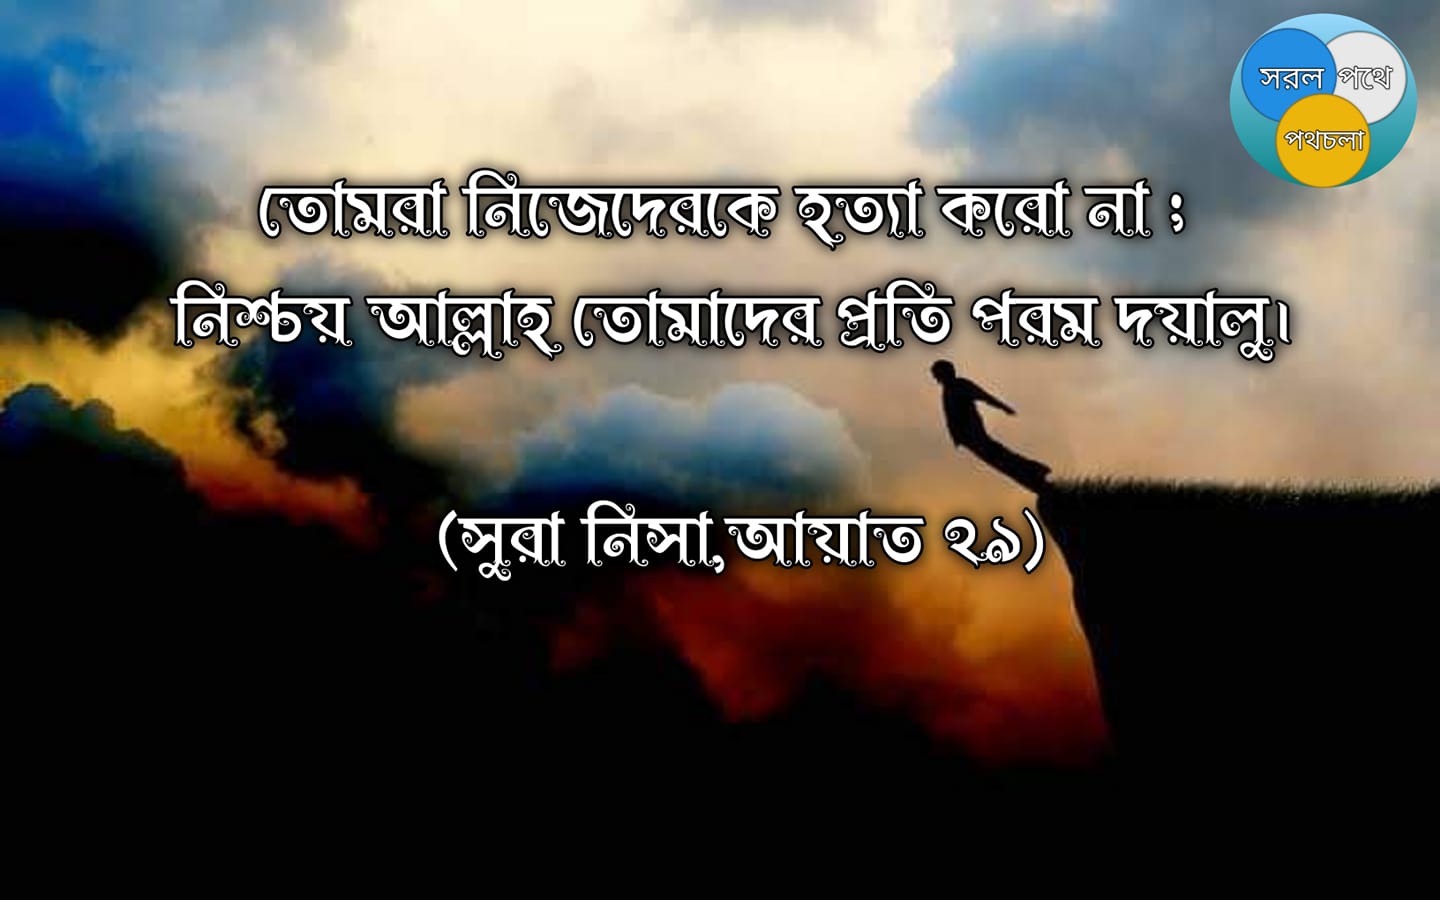 সরল পথে
পথচলা
তোমরা নিজেদেরকে হত্যা করো না ;
নিশ্চয় আল্লাহ তোমাদের প্রতি পরম দয়ালু।
(সুরা নিসা,আয়াত ২৯)